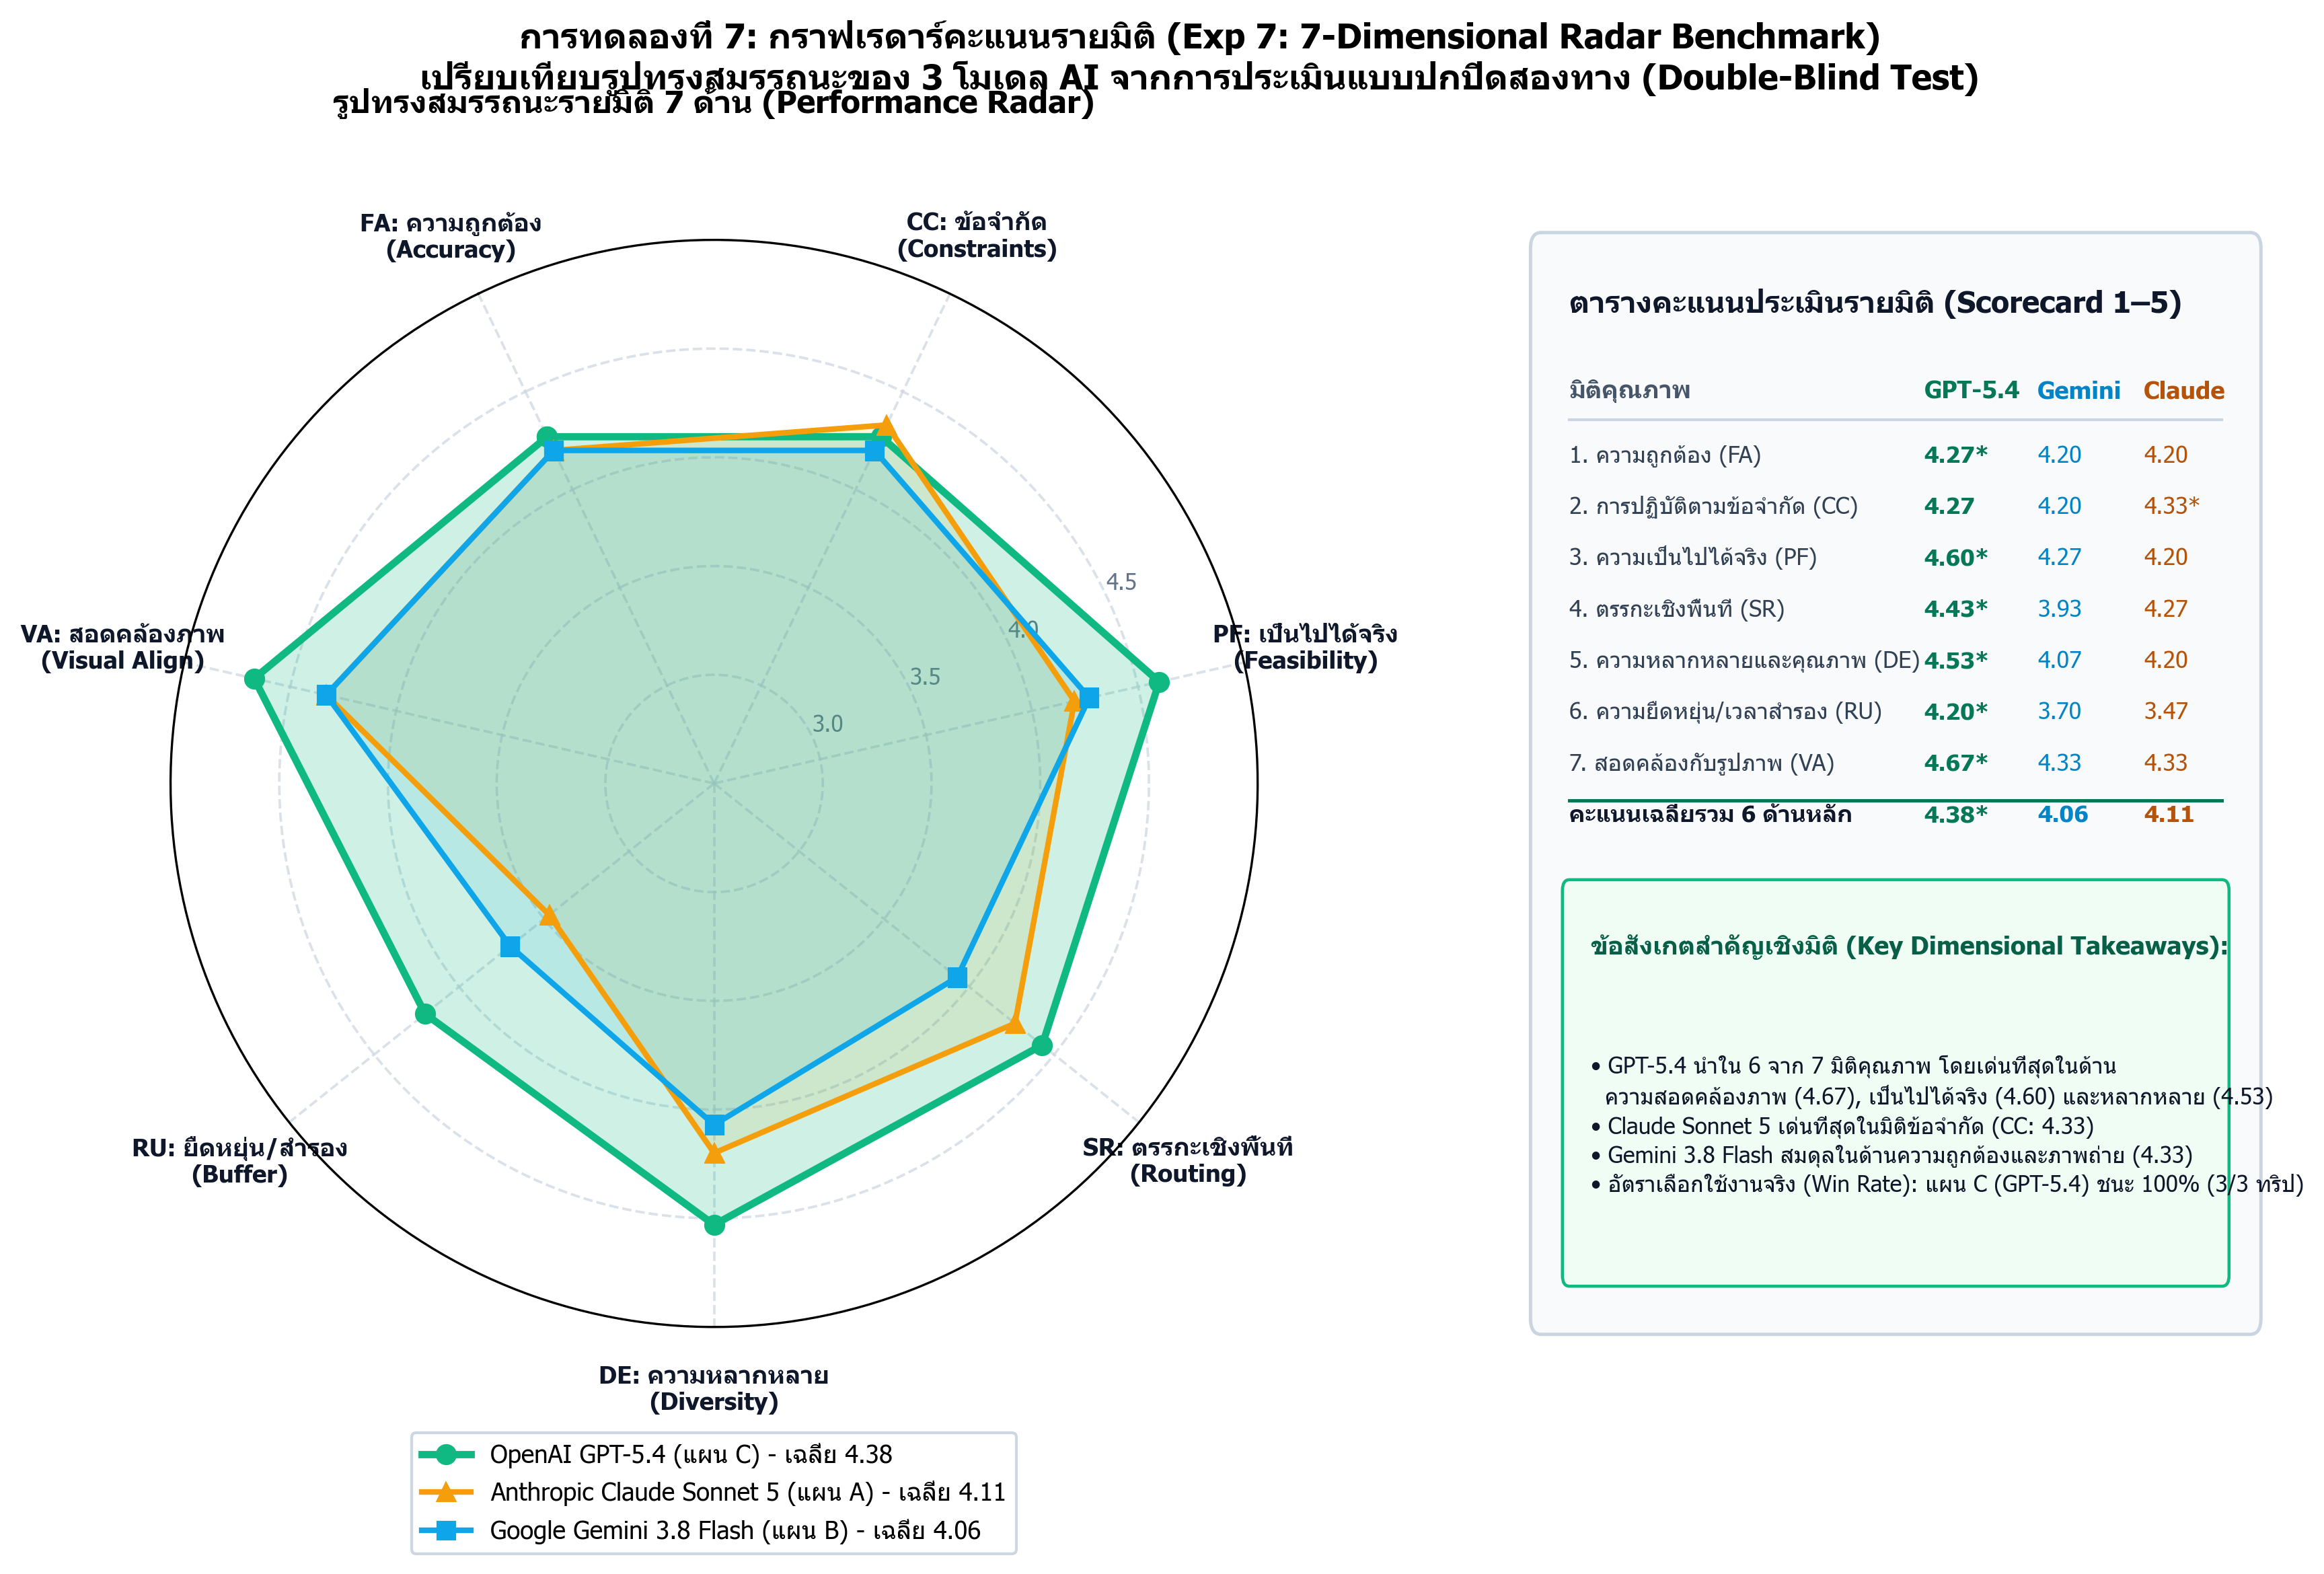 การทดลองที่ 7: กราฟเรดาร์คะแนนรายมิติ (Exp 7: 7-Dimensional Radar Benchmark)
เปรียบเทียบรูปทรงสมรรถนะของ 3 โมเดล AI จากการประเมินแบบปกปิดสองทาง (Double-Blind Test)
รูปทรงสมรรถนะรายมิติ 7 ด้าน (Performance Radar)
FA: ความถูกต้อง
(Accuracy)
CC: ข้อจำกัด
(Constraints)
VA: สอดคล้องภาพ
(Visual Align)
PF: เป็นไปได้จริง
(Feasibility)
4.5
4.0
3.5
3.0
RU: ยืดหยุ่น/สำรอง
(Buffer)
SR: ตรรกะเชิงพื้นที่
(Routing)
DE: ความหลากหลาย
(Diversity)
OpenAI GPT-5.4 (แผน C) - เฉลี่ย 4.38
Anthropic Claude Sonnet 5 (แผน A) - เฉลี่ย 4.11
Google Gemini 3.8 Flash (แผน B) - เฉลี่ย 4.06
ตารางคะแนนประเมินรายมิติ (Scorecard 1–5)
มิติคุณภาพ GPT-5.4 Gemini Claude
1. ความถูกต้อง (FA) 4.27* 4.20 4.20
2. การปฏิบัติตามข้อจำกัด (CC) 4.27 4.20 4.33*
3. ความเป็นไปได้จริง (PF) 4.60* 4.27 4.20
4. ตรรกะเชิงพื้นที่ (SR) 4.43* 3.93 4.27
5. ความหลากหลายและคุณภาพ (DE) 4.53* 4.07 4.20
6. ความยืดหยุ่น/เวลาสำรอง (RU) 4.20* 3.70 3.47
7. สอดคล้องกับรูปภาพ (VA) 4.67* 4.33 4.33
คะแนนเฉลี่ยรวม 6 ด้านหลัก 4.38* 4.06 4.11
ข้อสังเกตสำคัญเชิงมิติ (Key Dimensional Takeaways):
• GPT-5.4 นำใน 6 จาก 7 มิติคุณภาพ โดยเด่นที่สุดในด้าน
ความสอดคล้องภาพ (4.67), เป็นไปได้จริง (4.60) และหลากหลาย (4.53)
• Claude Sonnet 5 เด่นที่สุดในมิติข้อจำกัด (CC: 4.33)
• Gemini 3.8 Flash สมดุลในด้านความถูกต้องและภาพถ่าย (4.33)
• อัตราเลือกใช้งานจริง (Win Rate): แผน C (GPT-5.4) ชนะ 100% (3/3 ทริป)